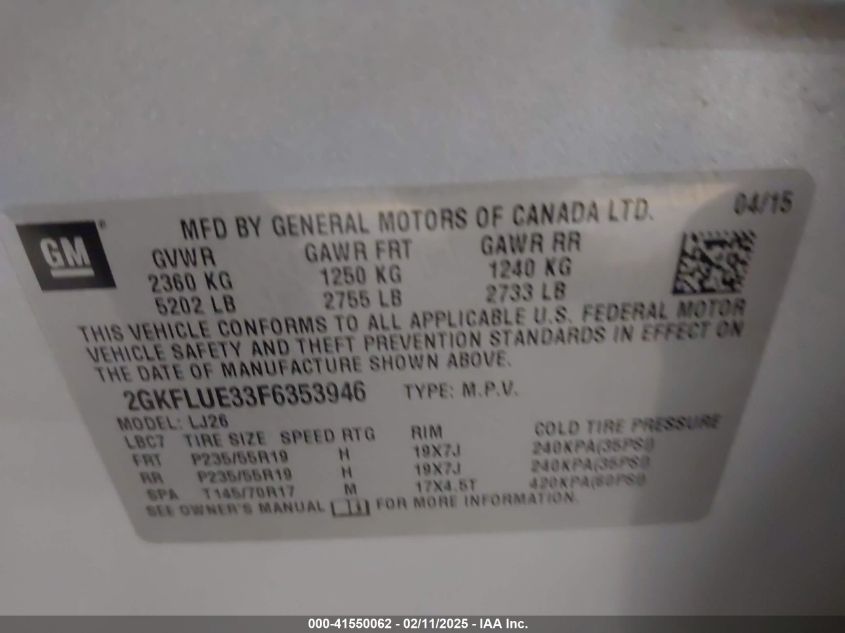 GM®
MFD BY GENERAL MOTORS OF CANADA LTD. 04/15
GVWR GAWR FRT GAWR RR
2360 KG 1250 KG 1240 KG
5202 LB 2755 LB 2733 LB
THIS VEHICLE CONFORMS TO ALL APPLICABLE U.S. FEDERAL MOTOR
VEHICLE SAFETY AND THEFT PREVENTION STANDARDS IN EFFECT ON
THE DATE OF MANUFACTURE SHOWN ABOVE.
2GKFLUE33F6353946 TYPE: M.P.V.
MODEL: LJ26
LBC7 TIRE SIZE SPEED RTG RIM COLD TIRE PRESSURE
FRT P235/55R19 H 19X7J 240KPA(35PSI)
RR P235/55R19 H 19X7J 240KPA(35PSI)
SPA T145/70R17 M 17X4.5T 420KPA(60PSI)
SEE OWNER'S MANUAL FOR MORE INFORMATION.
000-41550062 - 02/11/2025 - IAA Inc.